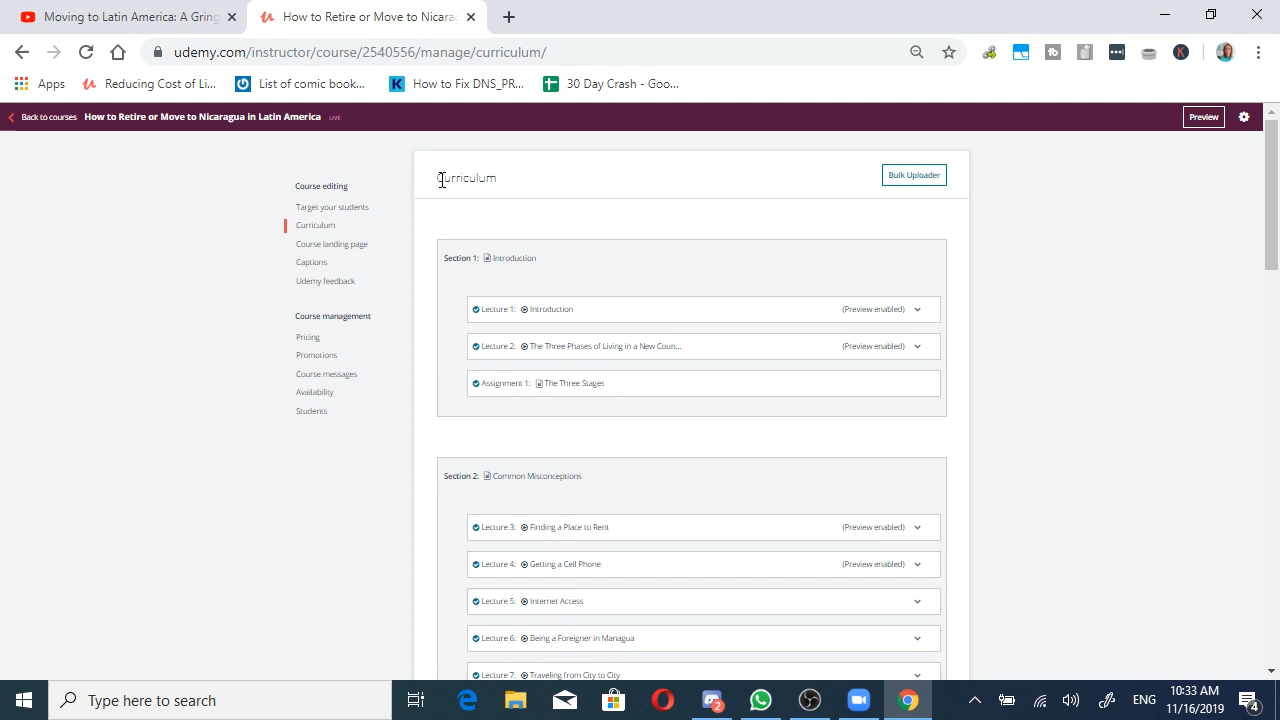 Moving to Latin America: A Gring
How to Retire or Move to Nicarag
udemy.com/instructor/course/2540556/manage/curriculum/
Apps
Reducing Cost of Li...
List of comic book...
How to Fix DNS_PR...
30 Day Crash - Goo...
Back to courses How to Retire or Move to Nicaragua in Latin America LIVE
Preview
Curriculum
Bulk Uploader
Course editing
Target your students
Curriculum
Course landing page
Captions
Udemy feedback
Course management
Pricing
Promotions
Course messages
Availability
Students
Section 1: Introduction
Lecture 1: Introduction (Preview enabled)
Lecture 2: The Three Phases of Living in a New Coun... (Preview enabled)
Assignment 1: The Three Stages
Section 2: Common Misconceptions
Lecture 3: Finding a Place to Rent (Preview enabled)
Lecture 4: Getting a Cell Phone (Preview enabled)
Lecture 5: Internet Access
Lecture 6: Being a Foreigner in Managua
Lecture 7: Traveling from City to City
Type here to search
2
ENG
10:33 AM
11/16/2019
4